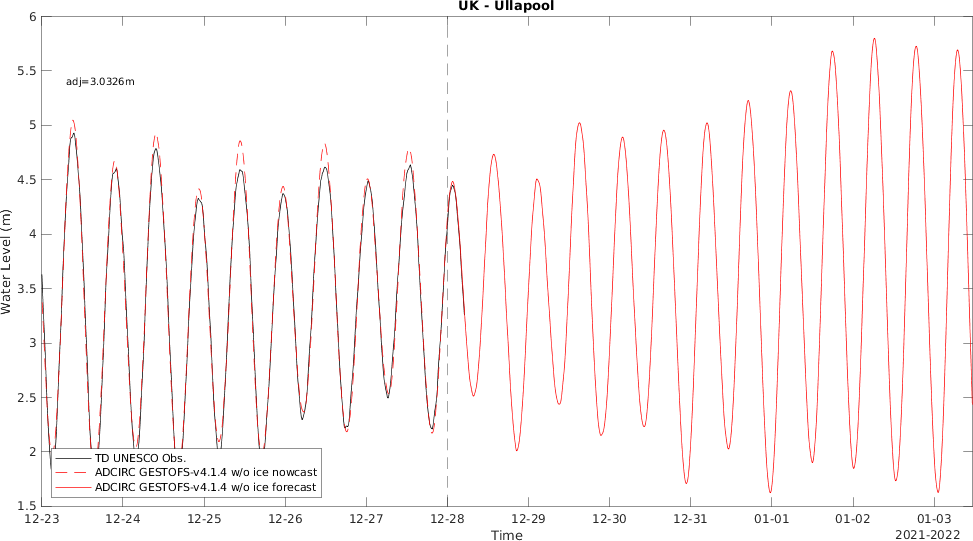 UK - Ullapool
6
5.5
5
4.5
4
3.5
3
2.5
2
1.5
Water Level (m)
adj=3.0326m
TD UNESCO Obs.
ADCIRC GESTOFS-v4.1.4 w/o ice nowcast
ADCIRC GESTOFS-v4.1.4 w/o ice forecast
12-23 12-24 12-25 12-26 12-27 12-28 12-29 12-30 12-31 01-01 01-02 01-03
Time
2021-2022